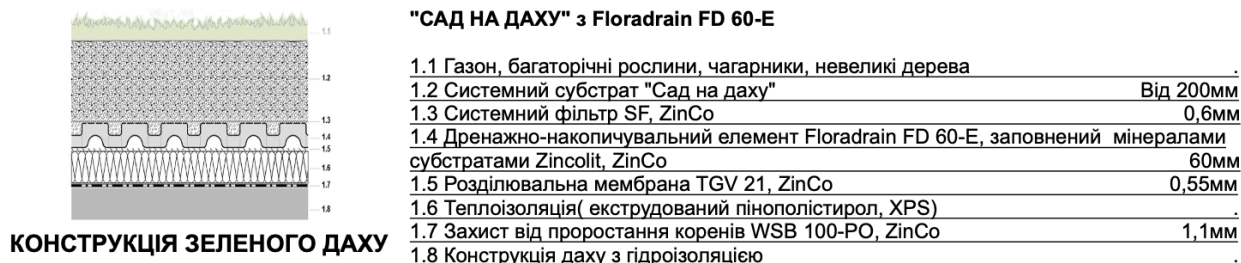 "САД НА ДАХУ" з Floradrain FD 60-E
1.1
1.2
1.3
1.4
1.5
1.6
1.7
1.8
КОНСТРУКЦІЯ ЗЕЛЕНОГО ДАХУ
1.1 Газон, багаторічні рослини, чагарники, невеликі дерева .
1.2 Системний субстрат "Сад на даху" Від 200мм
1.3 Системний фільтр SF, ZinCo 0,6мм
1.4 Дренажно-накопичувальний елемент Floradrain FD 60-E, заповнений мінералами
субстратами Zincolit, ZinCo 60мм
1.5 Розділювальна мембрана TGV 21, ZinCo 0,55мм
1.6 Теплоізоляція( екструдований пінополістирол, XPS) .
1.7 Захист від проростання коренів WSB 100-PO, ZinCo 1,1мм
1.8 Конструкція даху з гідроізоляцією .